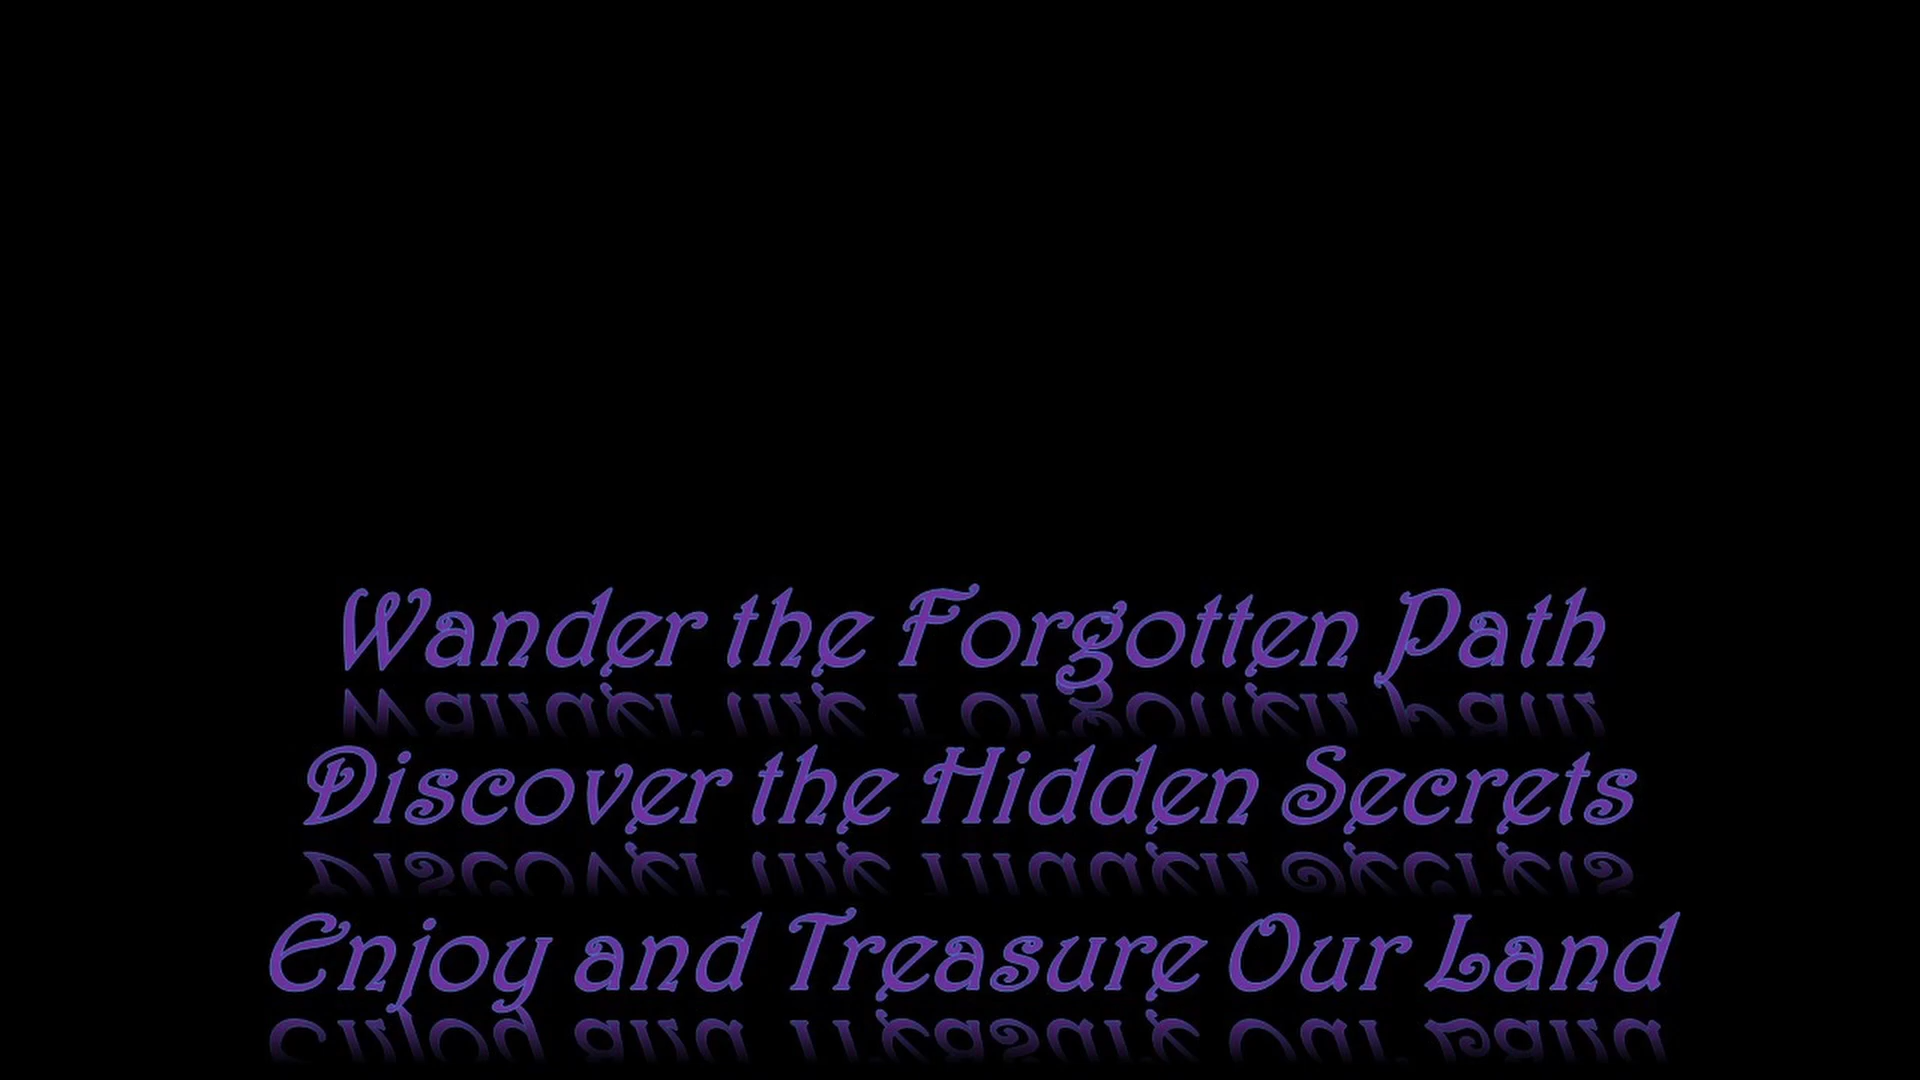 Wander the Forgotten Path
Discover the Hidden Secrets
Enjoy and Treasure Our Land